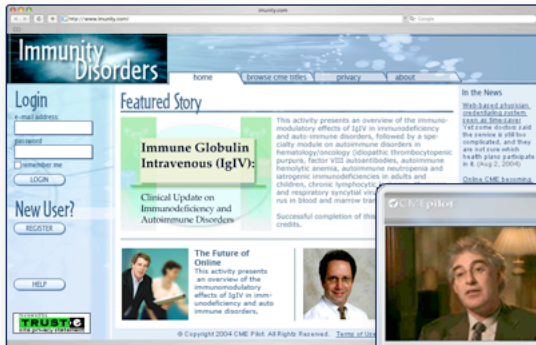 imunity.com
http://www.imunity.com/
Google
Immunity
Disorders
home
browse cme titles
privacy
about
Login
e-mail address:
password
remember me
LOGIN
New User?
REGISTER
HELP
TRUSTe
site privacy statement
Featured Story
Immune Globulin
Intravenous (IgIV):
Clinical Update on
Immunodeficiency and
Autoimmune Disorders
This activity presents an overview of the immuno-
modulatory effects of IgIV in immunodeficiency
and auto-immune disorders, followed by a spe-
cialty module on autoimmune disorders in
hematology/oncology (idiopathic thrombocytopenic
purpura, factor VIII autoantibodies, autoimmune
hemolytic anemia, autoimmune neutropenia and
iatrogenic immunodeficiencies in adults and
children, chronic lymphocytic
and respiratory syncytial vir
rus in blood and marrow tran
Successful completion of this
credits.
The Future of
Online
This activity presents
an overview of the
immunomodulatory
effects of IgIV in imm-
unodeficiency and auto
immune disorders,
© Copyright 2004 CME Pilot. All Rights Reserved.
Terms of Use
In the News
Web-based physician
credentialing system
seen as time-saver
Yet some doctors said
the service is still too
complicated, and they
are not sure which
health plans participate
in it. (Aug 2, 2004)
Online CME becoming
CMEpilot